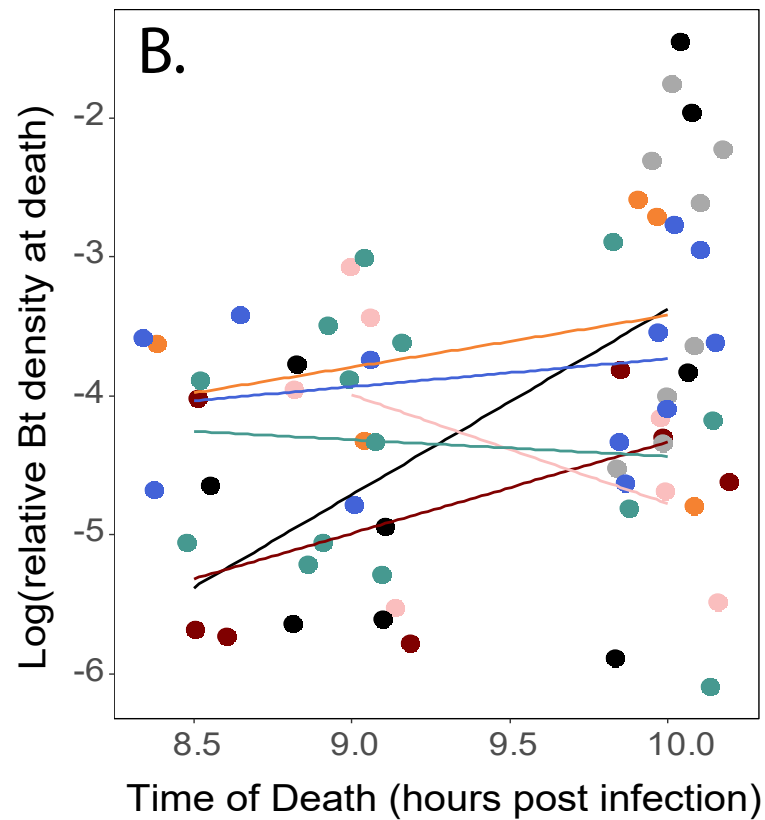 B.
Log(relative Bt density at death)
-2
-3
-4
-5
-6
8.5 9.0 9.5 10.0
Time of Death (hours post infection)